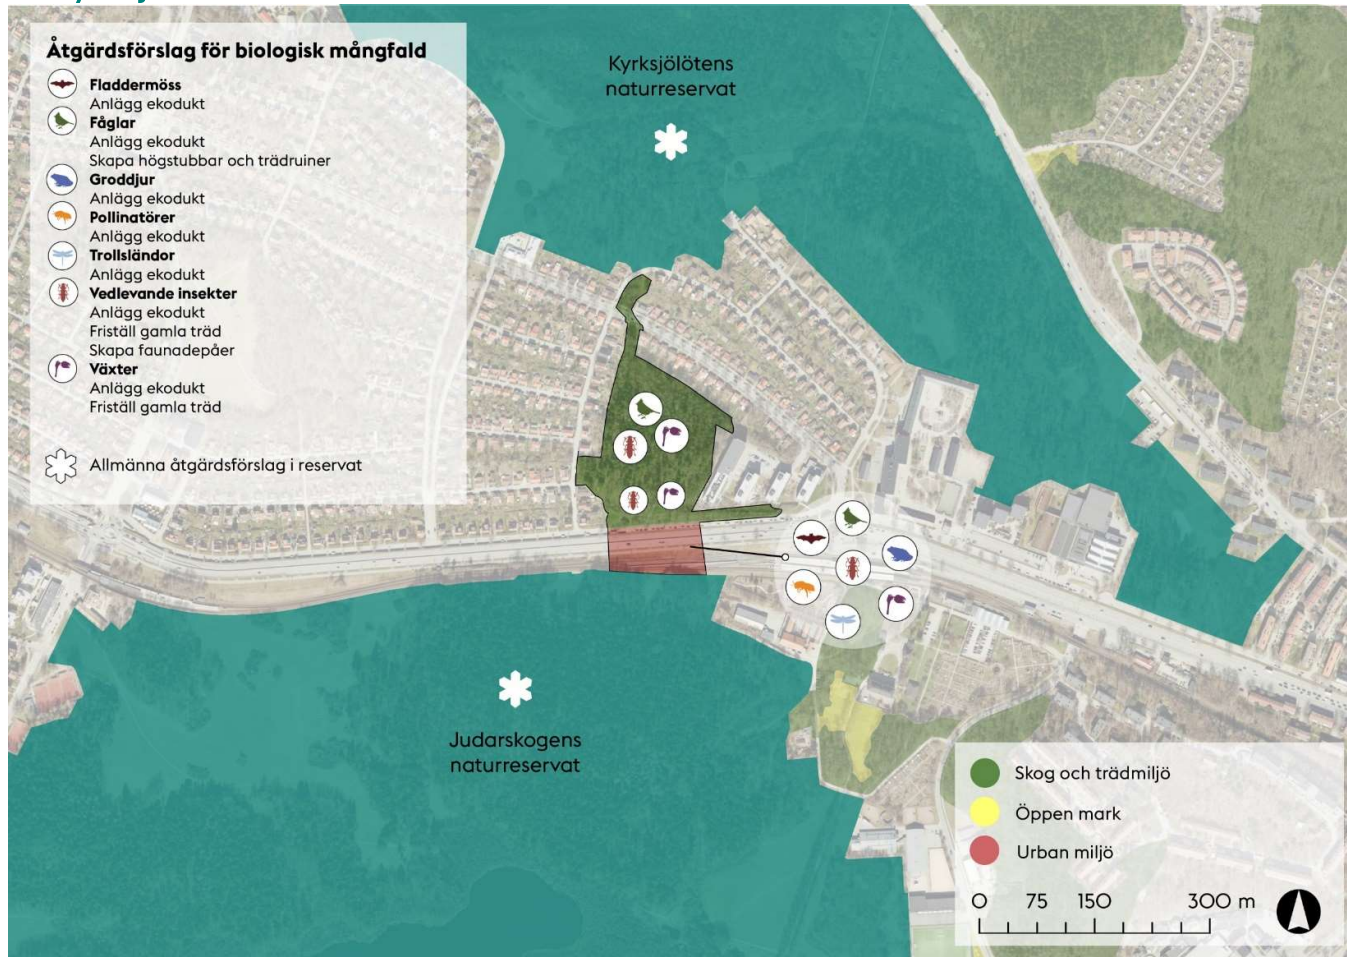 Åtgärdsförslag för biologisk mångfald
Fladdermöss
Anlägg ekodukt
Fåglar
Anlägg ekodukt
Skapa högstubbar och trädruiner
Groddjur
Anlägg ekodukt
Pollinatörer
Anlägg ekodukt
Trollsländor
Anlägg ekodukt
Vedlevande insekter
Anlägg ekodukt
Friställ gamla träd
Skapa faunadepåer
Växter
Anlägg ekodukt
Friställ gamla träd
Allmänna åtgärdsförslag i reservat
Kyrksjölötens
naturreservat
Judarskogens
naturreservat
Skog och trädmiljö
Öppen mark
Urban miljö
0 75 150 300 m